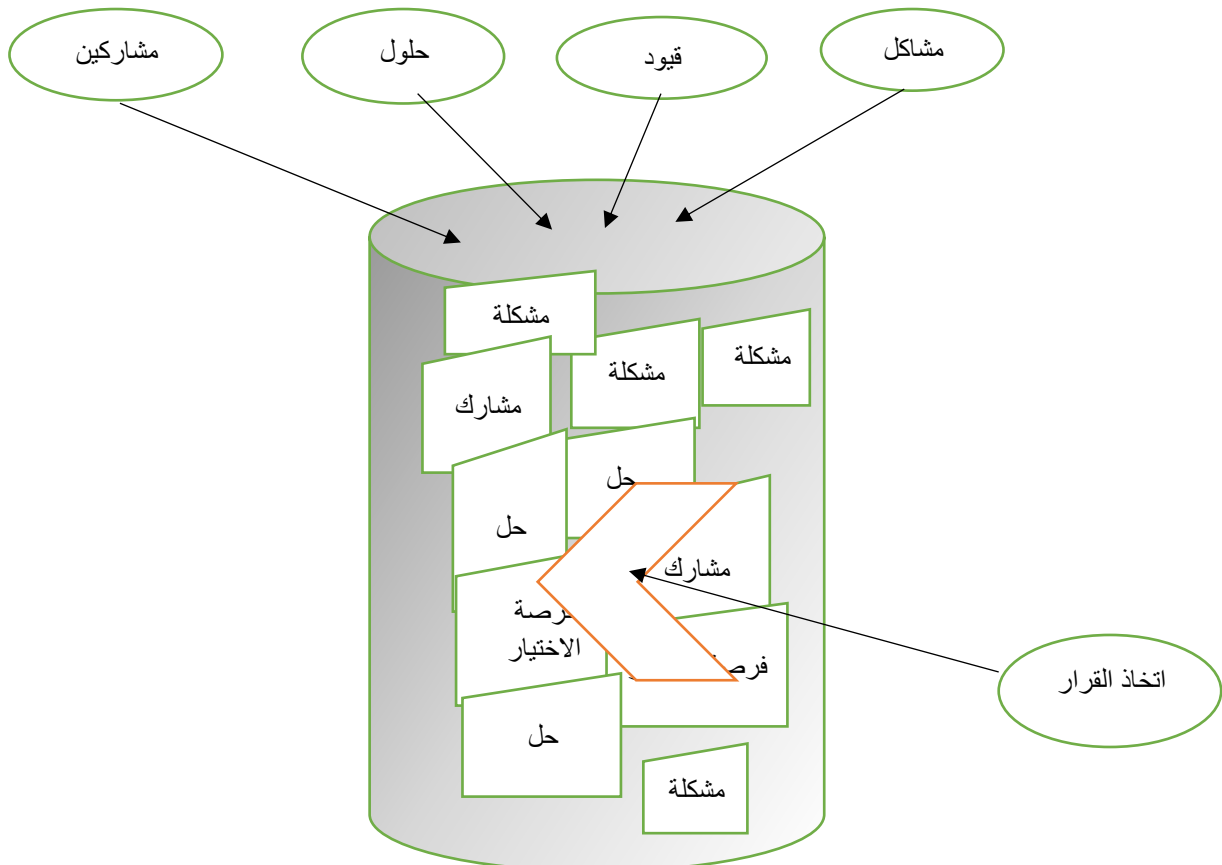 مشاكل
قيود
حلول
مشاركين
مشكلة
مشكلة
مشكلة
مشارك
حل
حل
مشارك
الاختيار
حل
مشكلة
اتخاذ القرار